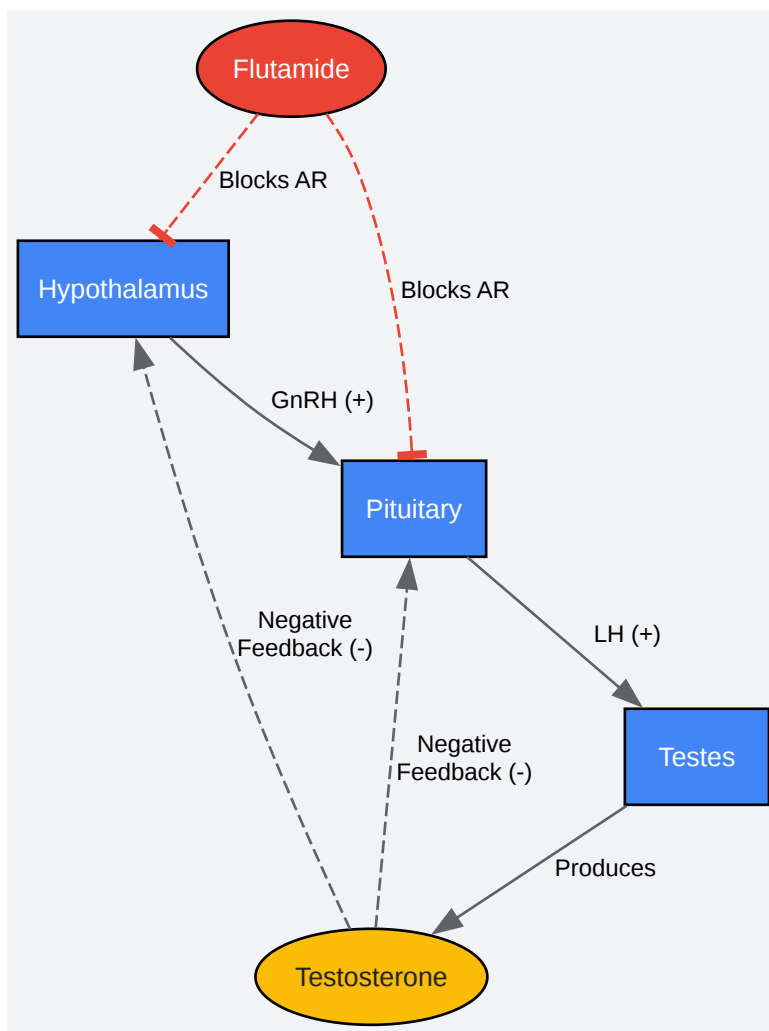 Flutamide
Blocks AR
Hypothalamus
Blocks AR
GnRH (+)
Pituitary
Negative
Feedback (-)
LH (+)
Negative
Feedback (-)
Testes
Produces
Testosterone